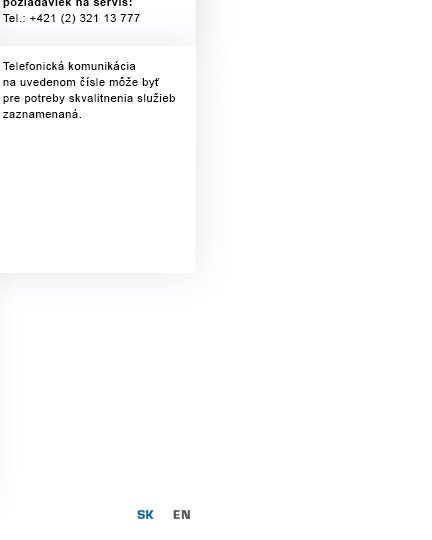 požiadaviek na servis:
Tel.: +421 (2) 321 13 777
Telefonická komunikácia
na uvedenom čísle môže byť
pre potreby skvalitnenia služieb
zaznamenaná.
SK EN